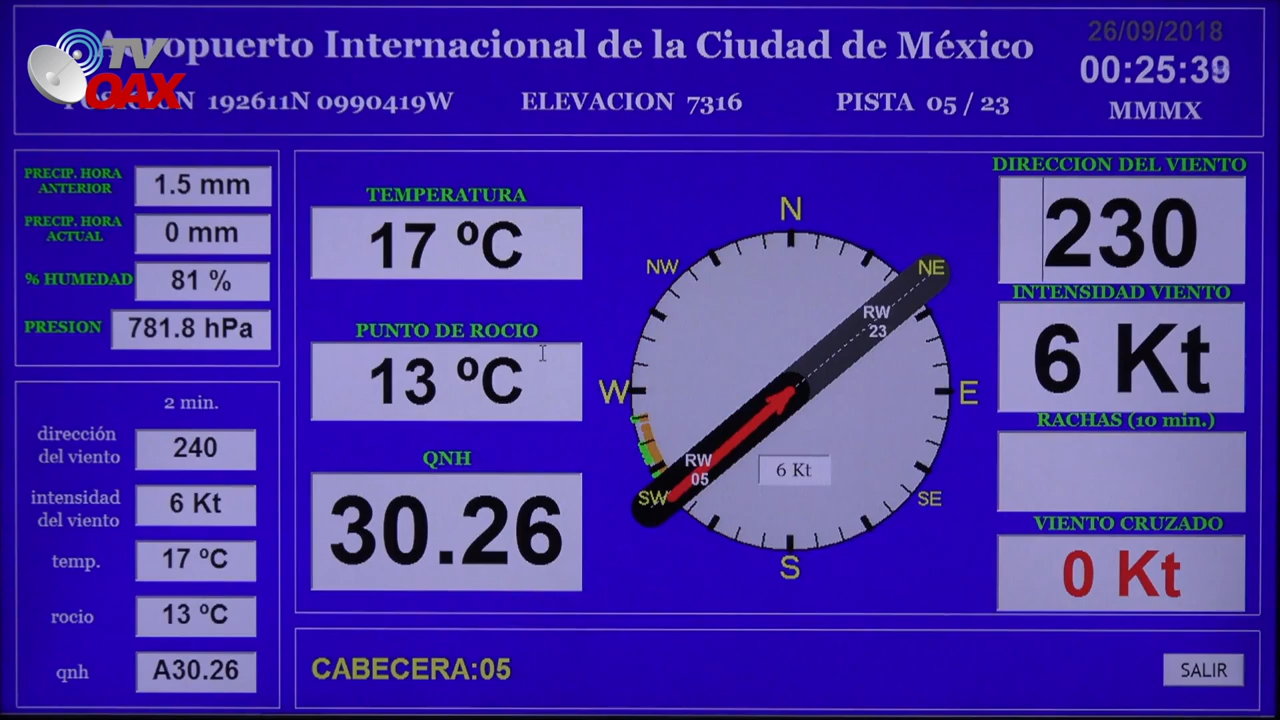 TV
OAX
Aeropuerto Internacional de la Ciudad de México
26/09/2018
00:25:39
MMMX
POSICION 192611N 0990419W
ELEVACION 7316
PISTA 05 / 23
PRECIP. HORA
ANTERIOR
1.5 mm
PRECIP. HORA
ACTUAL
0 mm
% HUMEDAD
81 %
PRESION
781.8 hPa
2 min.
dirección
del viento
240
intensidad
del viento
6 Kt
temp.
17 ºC
rocio
13 ºC
qnh
A30.26
TEMPERATURA
17 ºC
PUNTO DE ROCIO
13 ºC
QNH
30.26
N
NW
NE
RW
23
W
E
RW
05
6 Kt
SW
SE
S
DIRECCION DEL VIENTO
230
INTENSIDAD VIENTO
6 Kt
RACHAS (10 min.)
VIENTO CRUZADO
0 Kt
CABECERA:05
SALIR